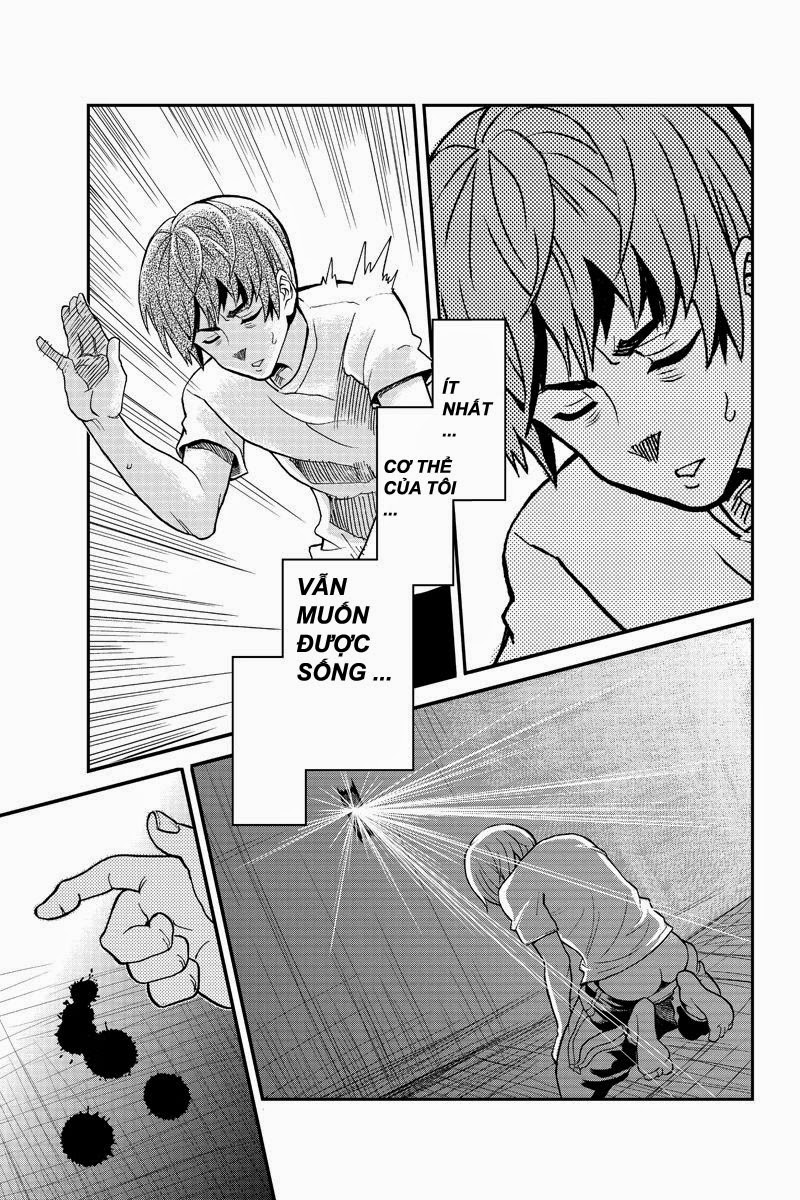 ÍT
NHẤT
...
CƠ THỂ
CỦA TÔI
...
VẪN
MUỐN
ĐƯỢC
SỐNG ...